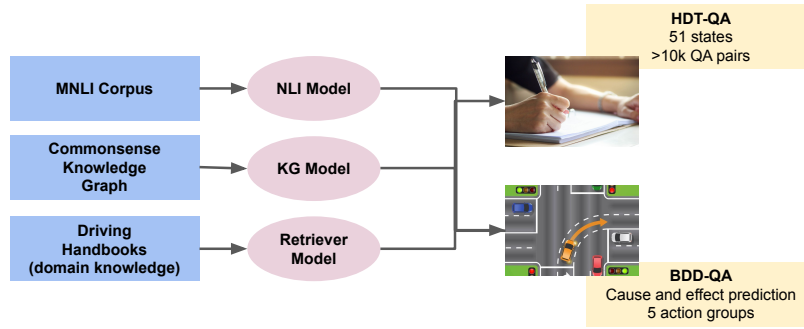 HDT-QA
51 states
>10k QA pairs
MNLI Corpus
NLI Model
Commonsense
Knowledge
Graph
KG Model
Driving
Handbooks
(domain knowledge)
Retriever
Model
BDD-QA
Cause and effect prediction
5 action groups